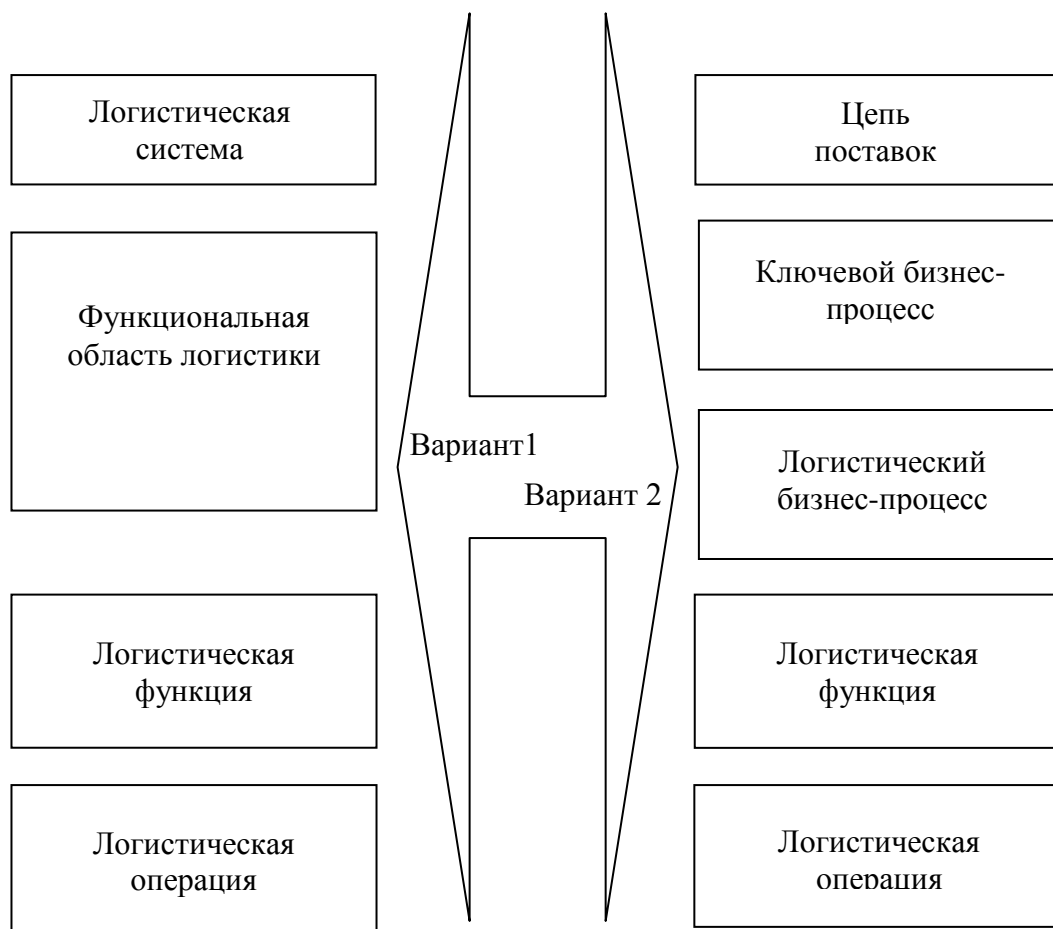 Логистическая
система
Функциональная
область логистики
Логистическая
функция
Логистическая
операция
Вариант1
Вариант 2
Цепь
поставок
Ключевой бизнес-
процесс
Логистический
бизнес-процесс
Логистическая
функция
Логистическая
операция